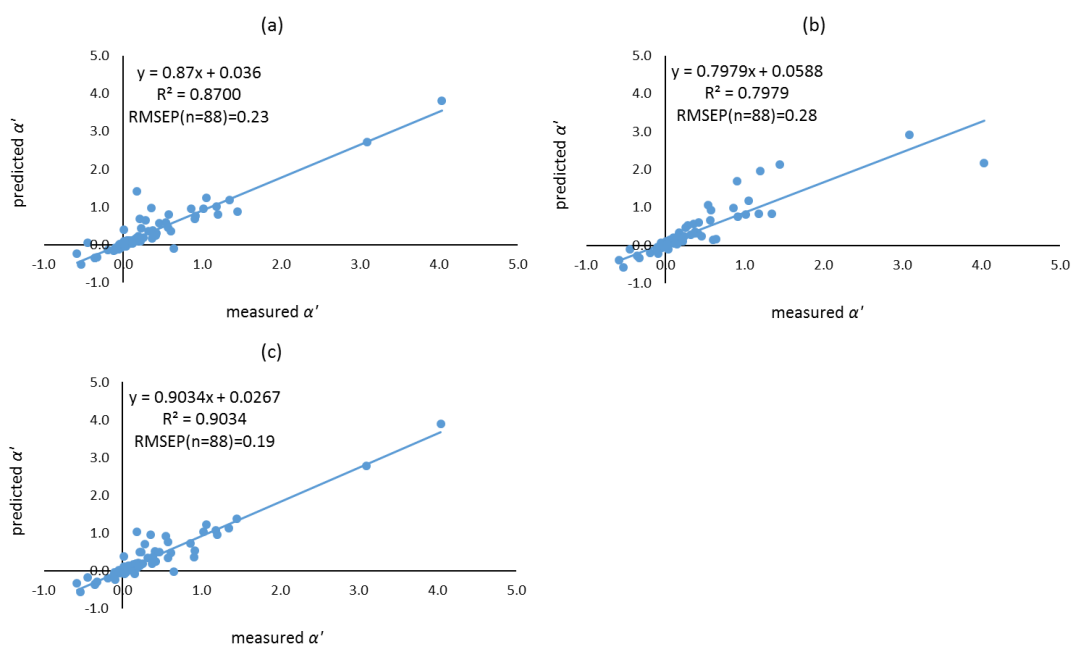 (a)
5.0
y = 0.87x + 0.036
R² = 0.8700
RMSEP(n=88)=0.23
4.0
3.0
2.0
1.0
0.0
-1.0
-1.0 0.0 1.0 2.0 3.0 4.0 5.0
predicted α′
measured α′
(b)
5.0
y = 0.7979x + 0.0588
R² = 0.7979
RMSEP(n=88)=0.28
4.0
3.0
2.0
1.0
0.0
-1.0
-1.0 0.0 1.0 2.0 3.0 4.0 5.0
predicted α′
measured α′
(c)
5.0
y = 0.9034x + 0.0267
R² = 0.9034
RMSEP(n=88)=0.19
4.0
3.0
2.0
1.0
0.0
-1.0
-1.0 0.0 1.0 2.0 3.0 4.0 5.0
predicted α′
measured α′